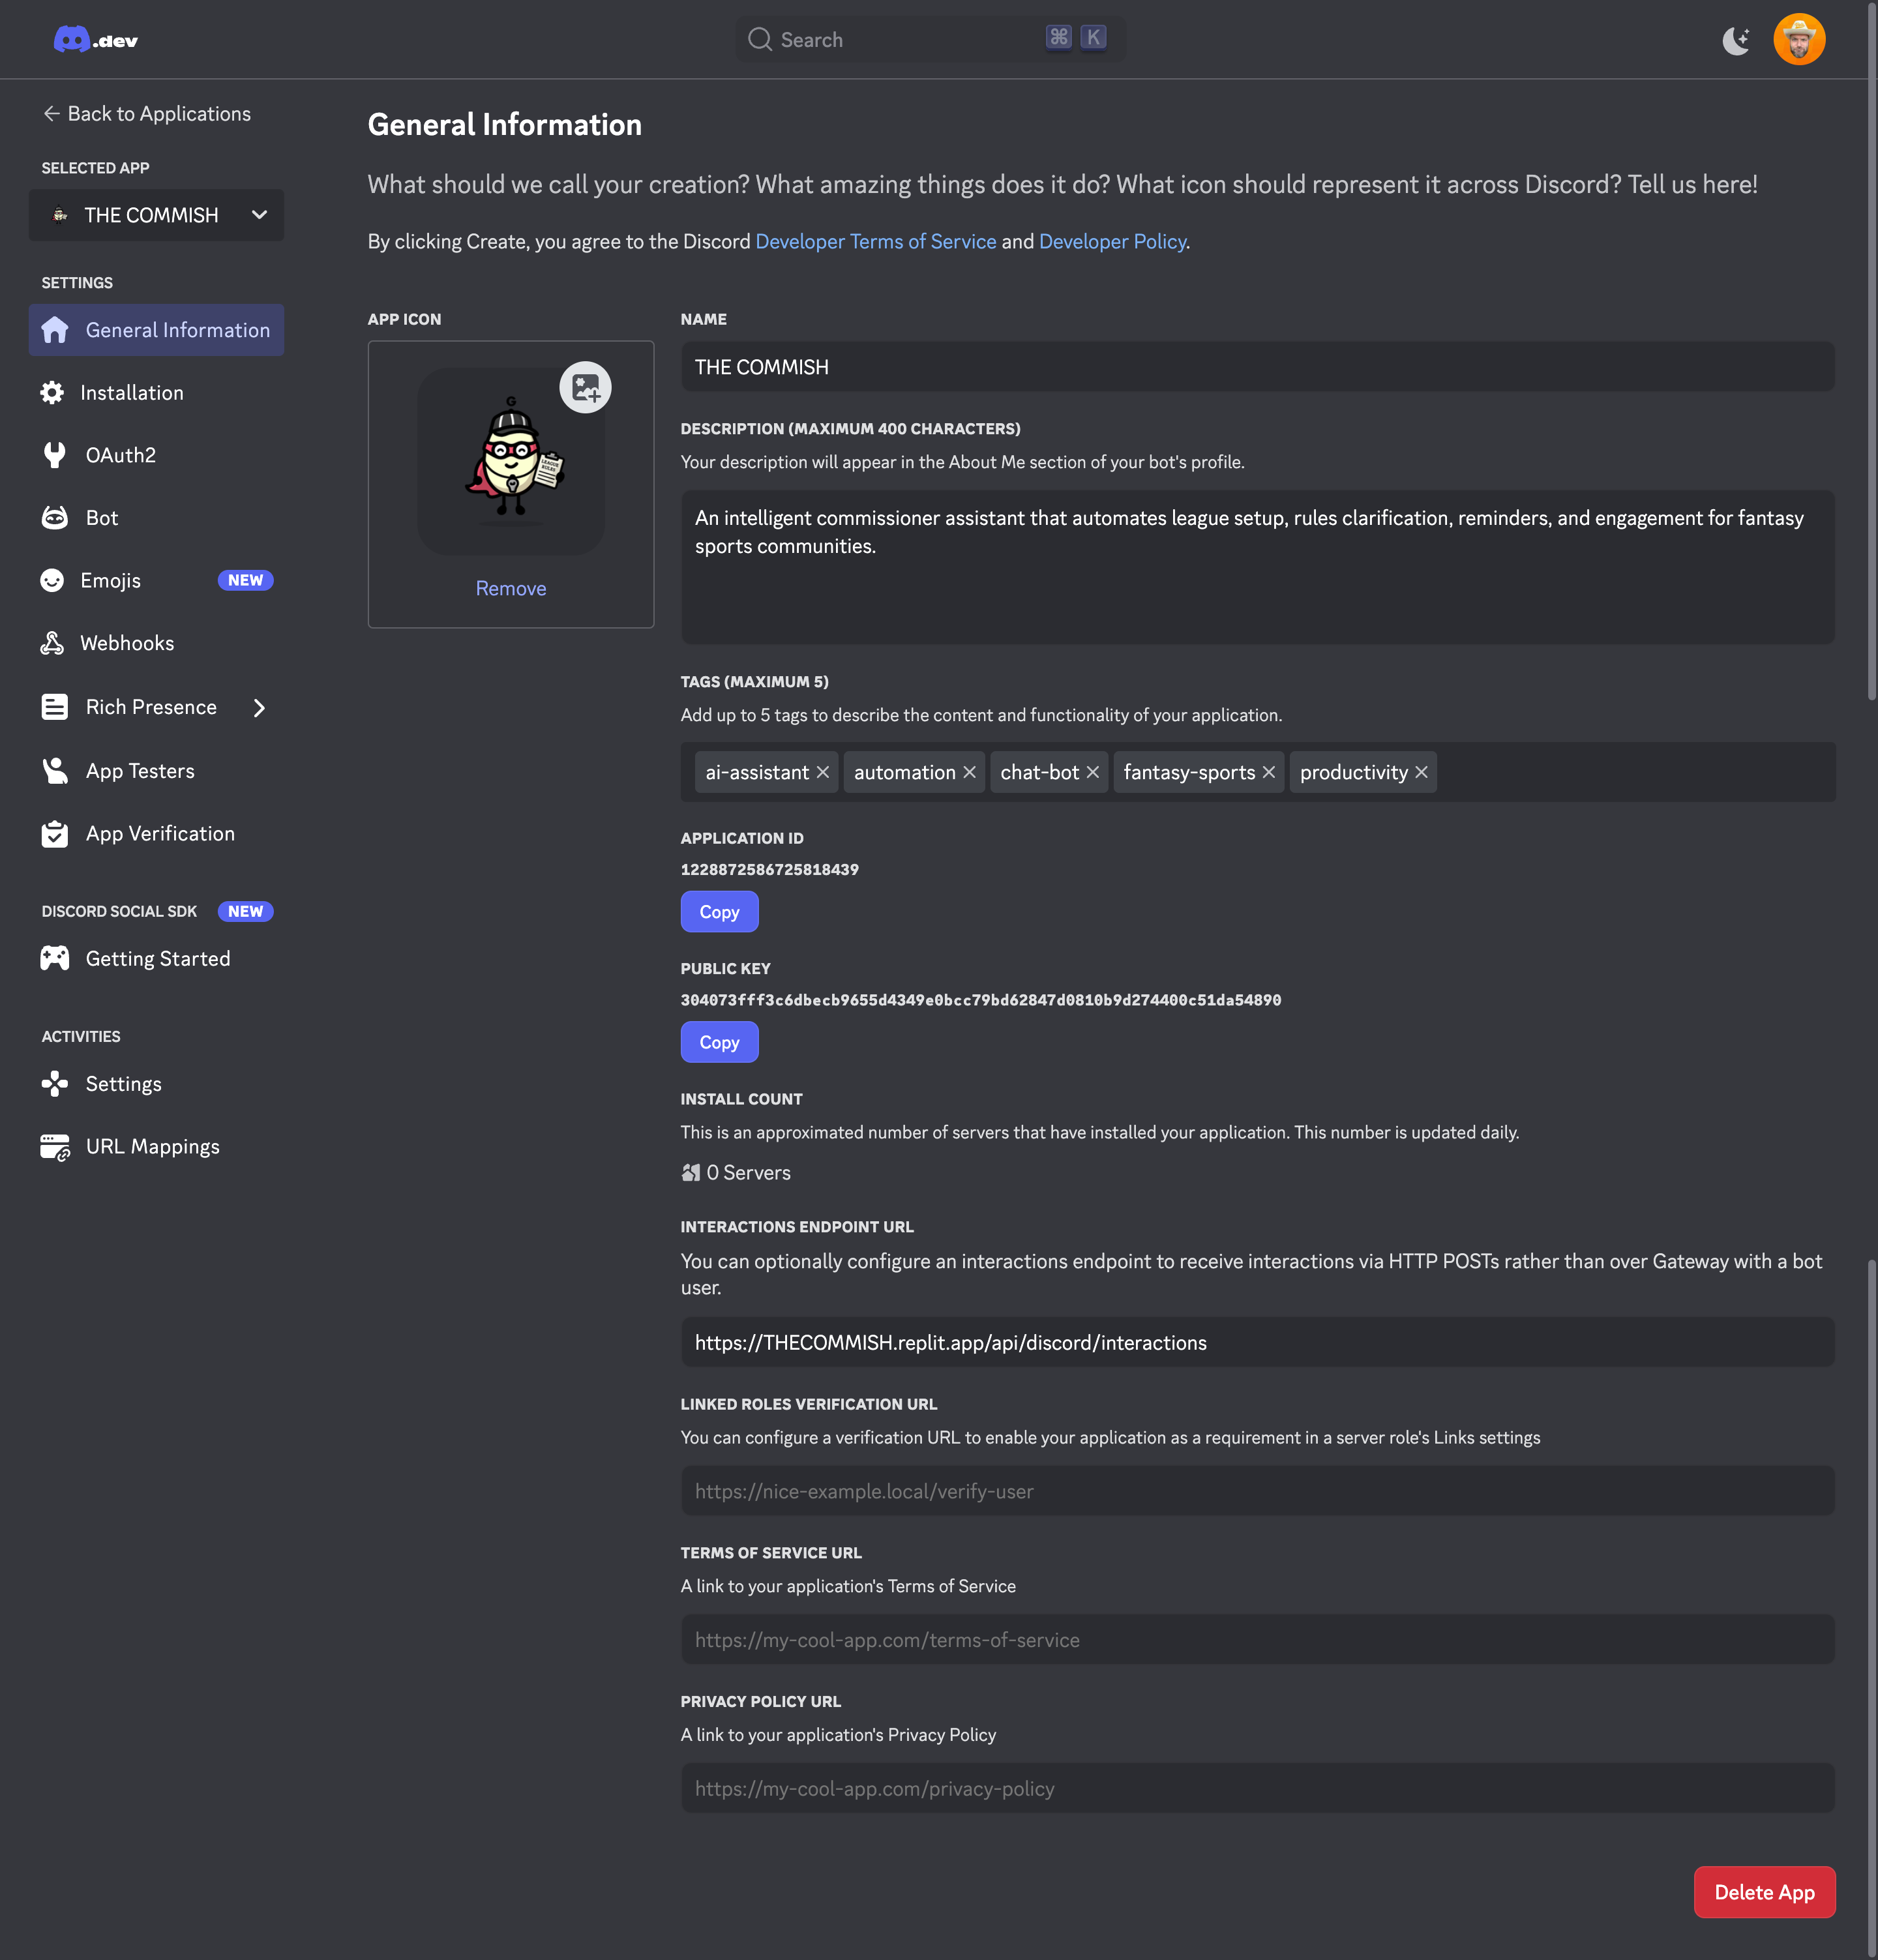 .dev
Search
⌘ K
← Back to Applications
SELECTED APP
THE COMMISH
SETTINGS
General Information
Installation
OAuth2
Bot
Emojis NEW
Webhooks
Rich Presence
App Testers
App Verification
DISCORD SOCIAL SDK NEW
Getting Started
ACTIVITIES
Settings
URL Mappings
General Information
What should we call your creation? What amazing things does it do? What icon should represent it across Discord? Tell us here!
By clicking Create, you agree to the Discord Developer Terms of Service and Developer Policy.
APP ICON
G
LEAGUE
RULES
Remove
NAME
THE COMMISH
DESCRIPTION (MAXIMUM 400 CHARACTERS)
Your description will appear in the About Me section of your bot's profile.
An intelligent commissioner assistant that automates league setup, rules clarification, reminders, and engagement for fantasy
sports communities.
TAGS (MAXIMUM 5)
Add up to 5 tags to describe the content and functionality of your application.
ai-assistant automation chat-bot fantasy-sports productivity
APPLICATION ID
1228872586725818439
Copy
PUBLIC KEY
304073fff3c6dbecb9655d4349e0bcc79bd62847d0810b9d274400c51da54890
Copy
INSTALL COUNT
This is an approximated number of servers that have installed your application. This number is updated daily.
0 Servers
INTERACTIONS ENDPOINT URL
You can optionally configure an interactions endpoint to receive interactions via HTTP POSTs rather than over Gateway with a bot
user.
https://THECOMMISH.replit.app/api/discord/interactions
LINKED ROLES VERIFICATION URL
You can configure a verification URL to enable your application as a requirement in a server role's Links settings
https://nice-example.local/verify-user
TERMS OF SERVICE URL
A link to your application's Terms of Service
https://my-cool-app.com/terms-of-service
PRIVACY POLICY URL
A link to your application's Privacy Policy
https://my-cool-app.com/privacy-policy
Delete App